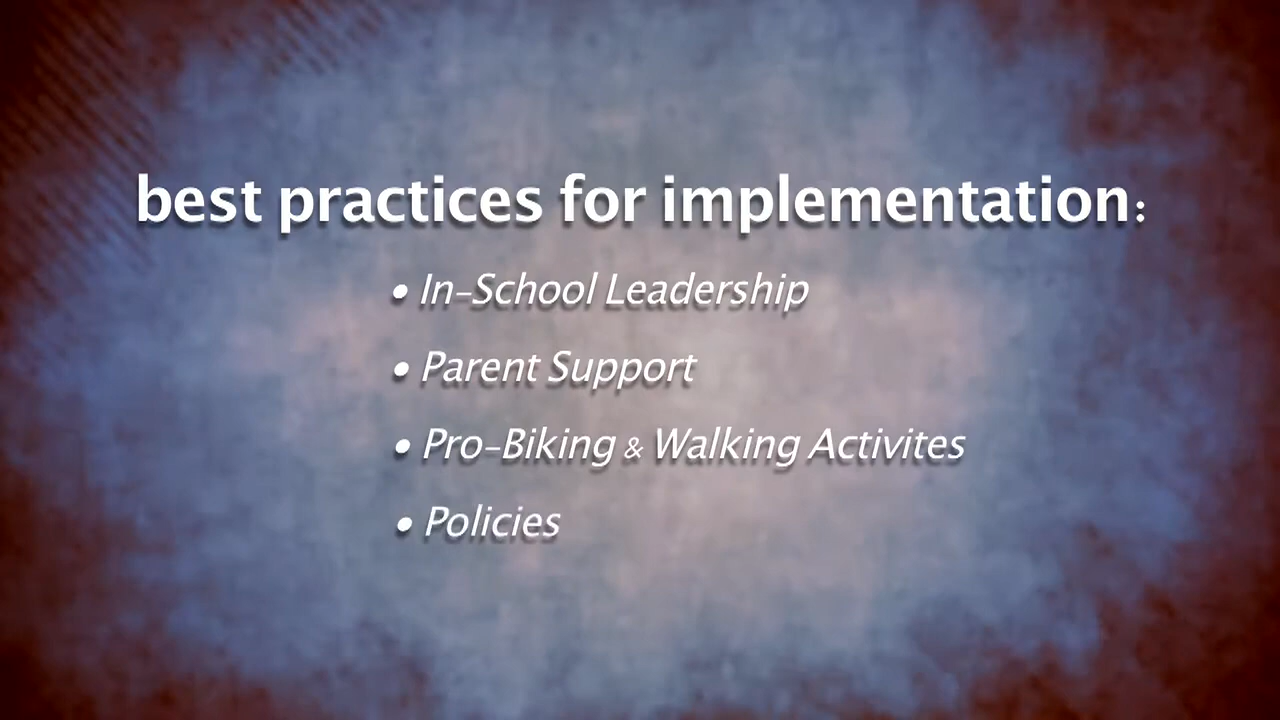 best practices for implementation:
• In-School Leadership
• Parent Support
• Pro-Biking & Walking Activites
• Policies